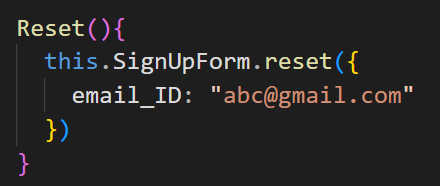 Reset(){
this.SignUpForm.reset({
email_ID: "abc@gmail.com"
})
}